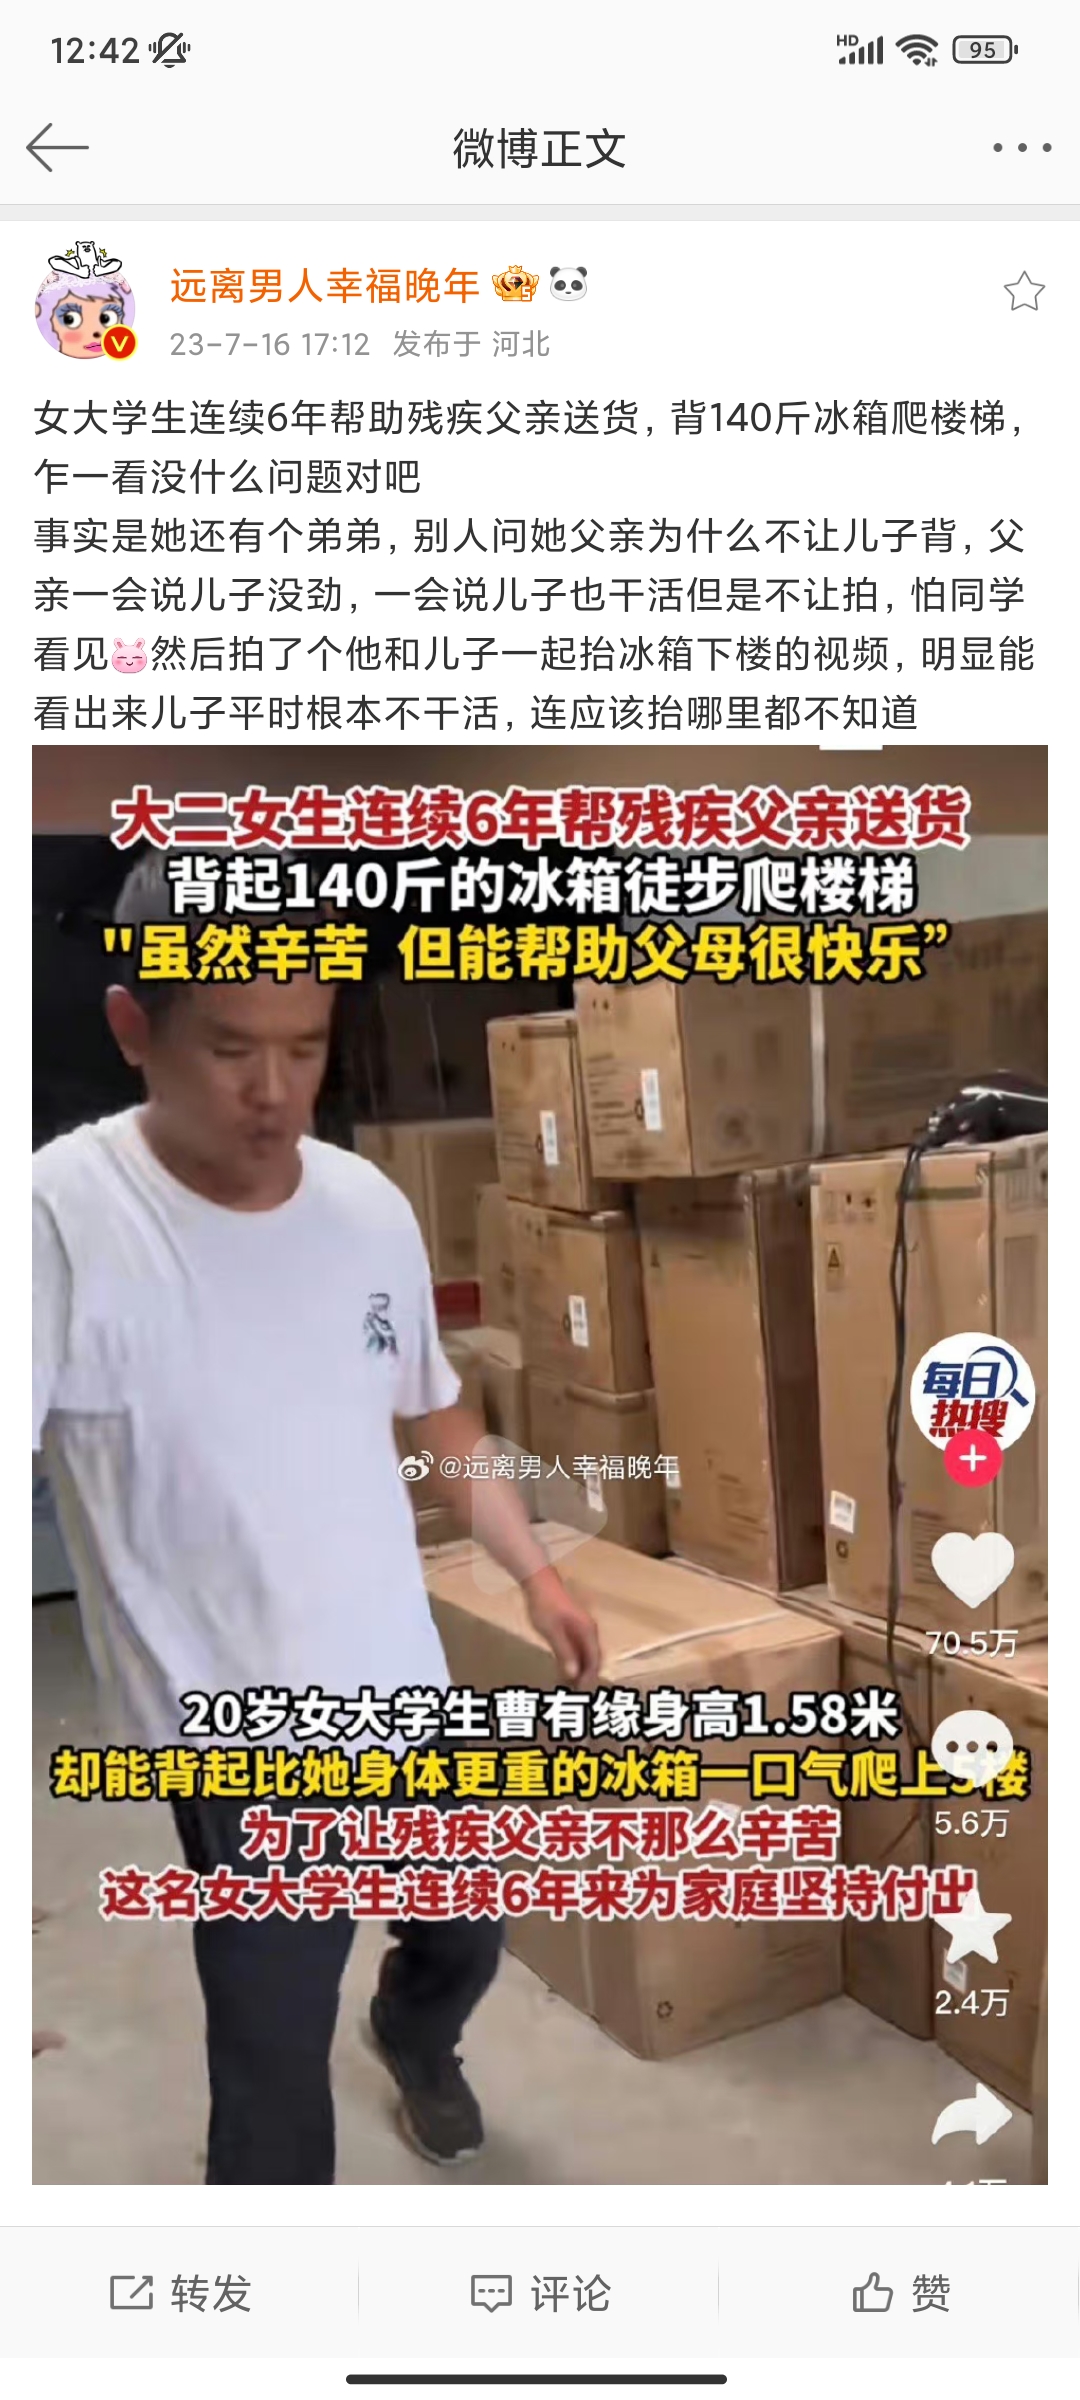 12:42
HD
95
微博正文
远离男人幸福晚年
23-7-16 17:12 发布于 河北
女大学生连续6年帮助残疾父亲送货，背140斤冰箱爬楼梯，
乍一看没什么问题对吧
事实是她还有个弟弟，别人问她父亲为什么不让儿子背，父
亲一会说儿子没劲，一会说儿子也干活但是不让拍，怕同学
看见然后拍了个他和儿子一起抬冰箱下楼的视频，明显能
看出来儿子平时根本不干活，连应该抬哪里都不知道
大二女生连续6年帮残疾父亲送货
背起140斤的冰箱徒步爬楼梯
"虽然辛苦 但能帮助父母很快乐”
每日
热搜
@远离男人幸福晚年
70.5万
20岁女大学生曹有缘身高1.58米
却能背起比她身体更重的冰箱一口气爬上5楼
5.6万
为了让残疾父亲不那么辛苦
这名女大学生连续6年来为家庭坚持付出
2.4万
转发
评论
赞